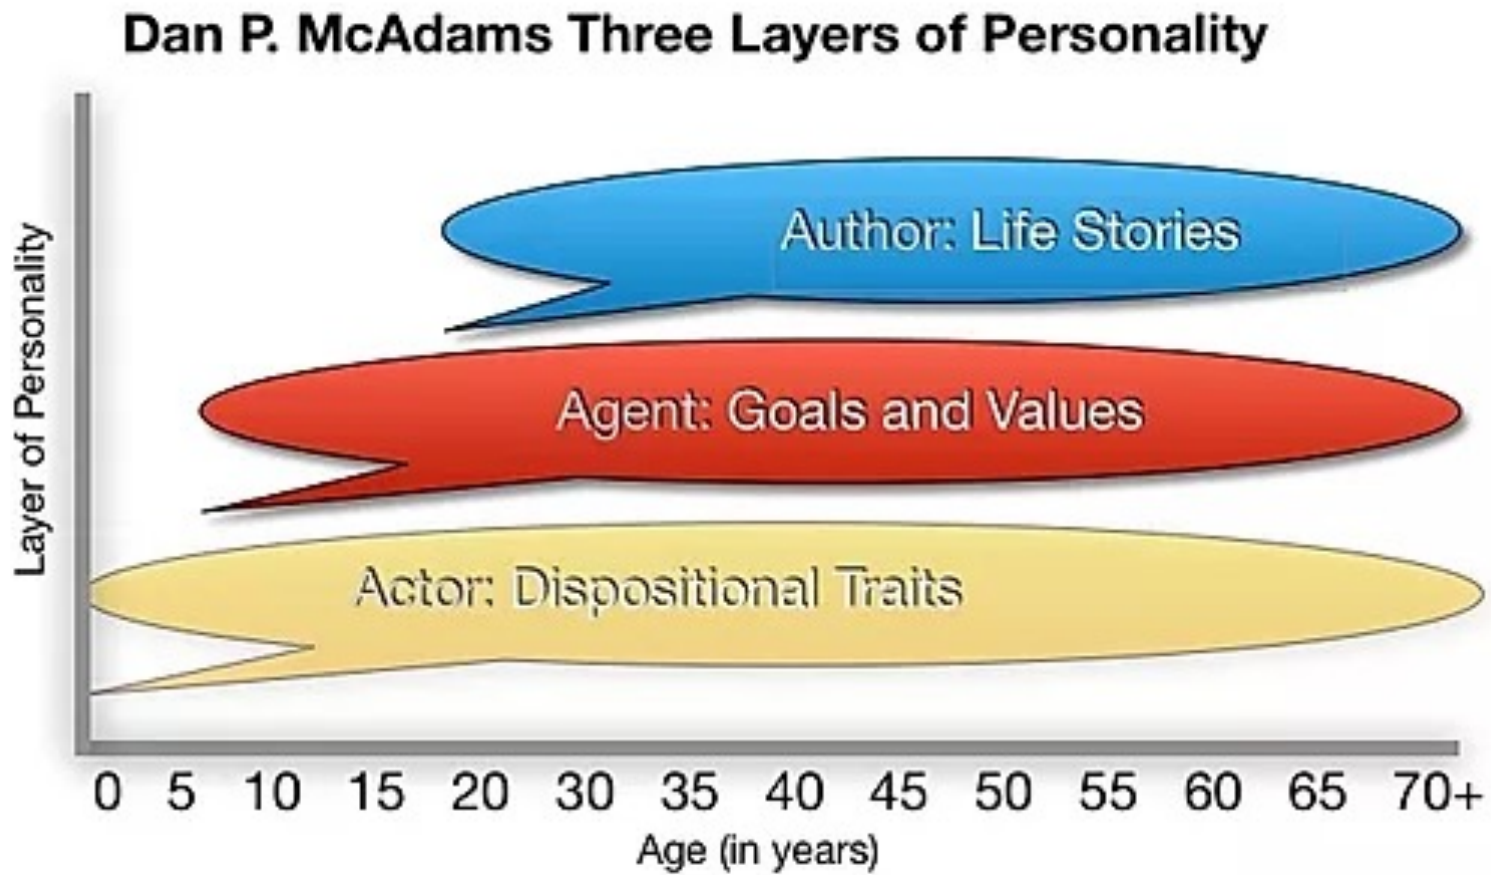 Dan P. McAdams Three Layers of Personality
Layer of Personality
Author: Life Stories
Agent: Goals and Values
Actor: Dispositional Traits
0 5 10 15 20 30 35 40 45 50 55 60 65 70+
Age (in years)